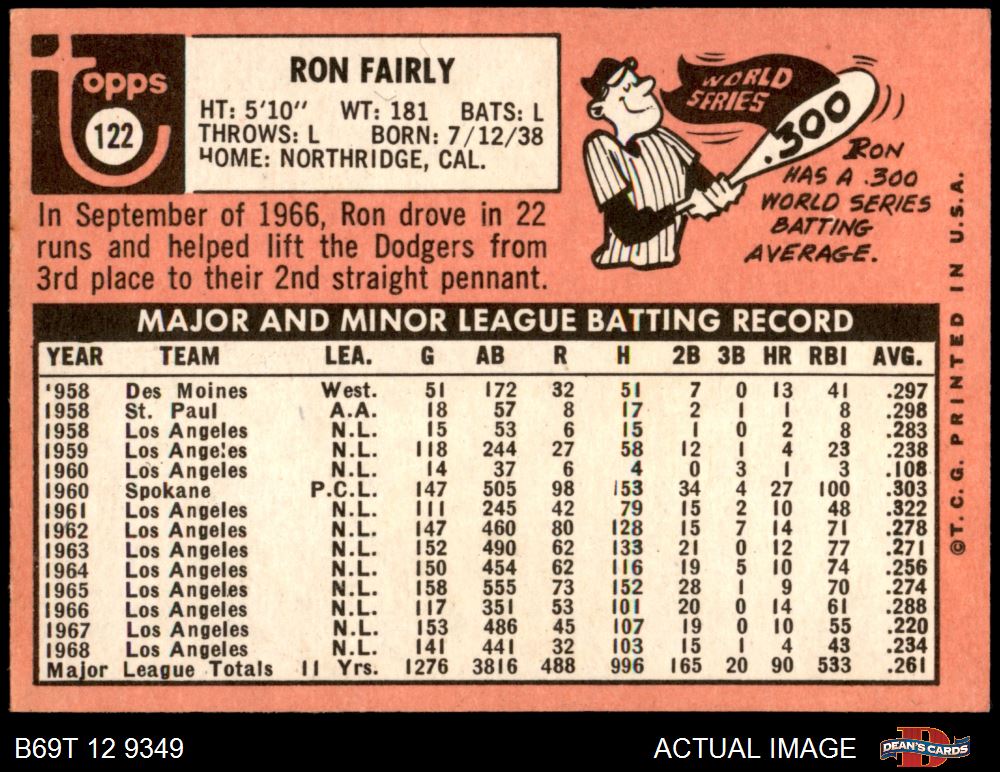 Topps
122
RON FAIRLY
HT: 5'10" WT: 181 BATS: L
THROWS: L BORN: 7/12/38
HOME: NORTHRIDGE, CAL.
In September of 1966, Ron drove in 22
runs and helped lift the Dodgers from
3rd place to their 2nd straight pennant.
WORLD
SERIES
.300
RON
HAS A .300
WORLD SERIES
BATTING
AVERAGE.
MAJOR AND MINOR LEAGUE BATTING RECORD
YEAR TEAM LEA. G AB R H 2B 3B HR RBI AVG.
1958 Des Moines West. 51 172 32 51 7 0 13 41 .297
1958 St. Paul A.A. 18 57 8 17 2 1 1 8 .298
1958 Los Angeles N.L. 15 53 6 15 1 0 2 8 .283
1959 Los Angeles N.L. 118 244 27 58 12 1 4 23 .238
1960 Los Angeles N.L. 14 37 6 4 0 3 1 3 .108
1960 Spokane P.C.L. 147 505 98 153 34 4 27 100 .303
1961 Los Angeles N.L. 111 245 42 79 15 2 10 48 .322
1962 Los Angeles N.L. 147 460 80 128 15 7 14 71 .278
1963 Los Angeles N.L. 152 490 62 133 21 0 12 77 .271
1964 Los Angeles N.L. 150 454 62 116 19 5 10 74 .256
1965 Los Angeles N.L. 158 555 73 152 28 1 9 70 .274
1966 Los Angeles N.L. 117 351 53 101 20 0 14 61 .288
1967 Los Angeles N.L. 153 486 45 107 19 0 10 55 .220
1968 Los Angeles N.L. 141 441 32 103 15 1 4 43 .234
Major League Totals 11 Yrs. 1276 3816 488 996 165 20 90 533 .261
©T.C.G. PRINTED IN U.S.A.
B69T 12 9349
ACTUAL IMAGE
DEAN'S CARDS